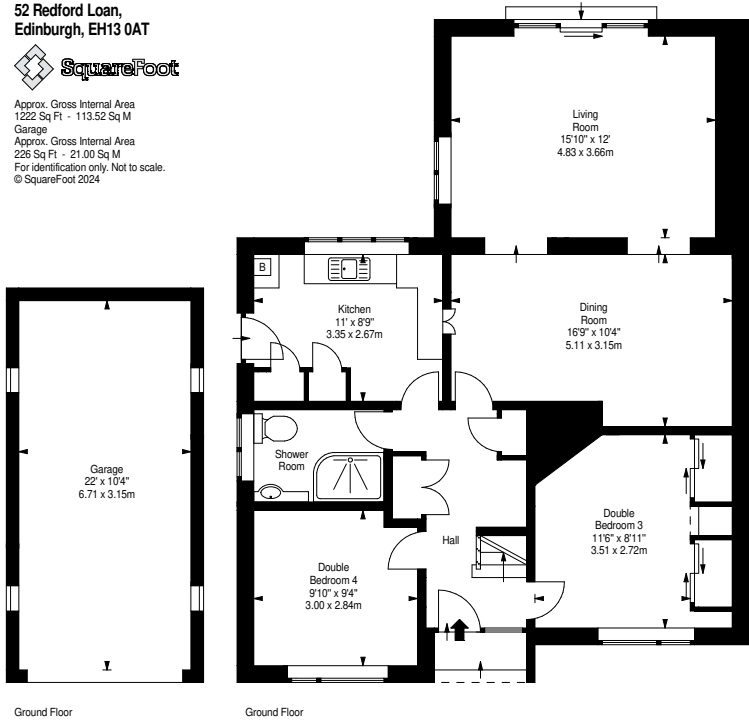 52 Redford Loan,
Edinburgh, EH13 0AT
SquareFoot
Approx. Gross Internal Area
1222 Sq Ft - 113.52 Sq M
Garage
Approx. Gross Internal Area
226 Sq Ft - 21.00 Sq M
For identification only. Not to scale.
© SquareFoot 2024
Living
Room
15'10" x 12'
4.83 x 3.66m
B
Kitchen
11' x 8'9"
3.35 x 2.67m
Dining
Room
16'9" x 10'4"
5.11 x 3.15m
Garage
22' x 10'4"
6.71 x 3.15m
Shower
Room
Double
Bedroom 3
11'6" x 8'11"
3.51 x 2.72m
Hall
Double
Bedroom 4
9'10" x 9'4"
3.00 x 2.84m
Ground Floor
Ground Floor